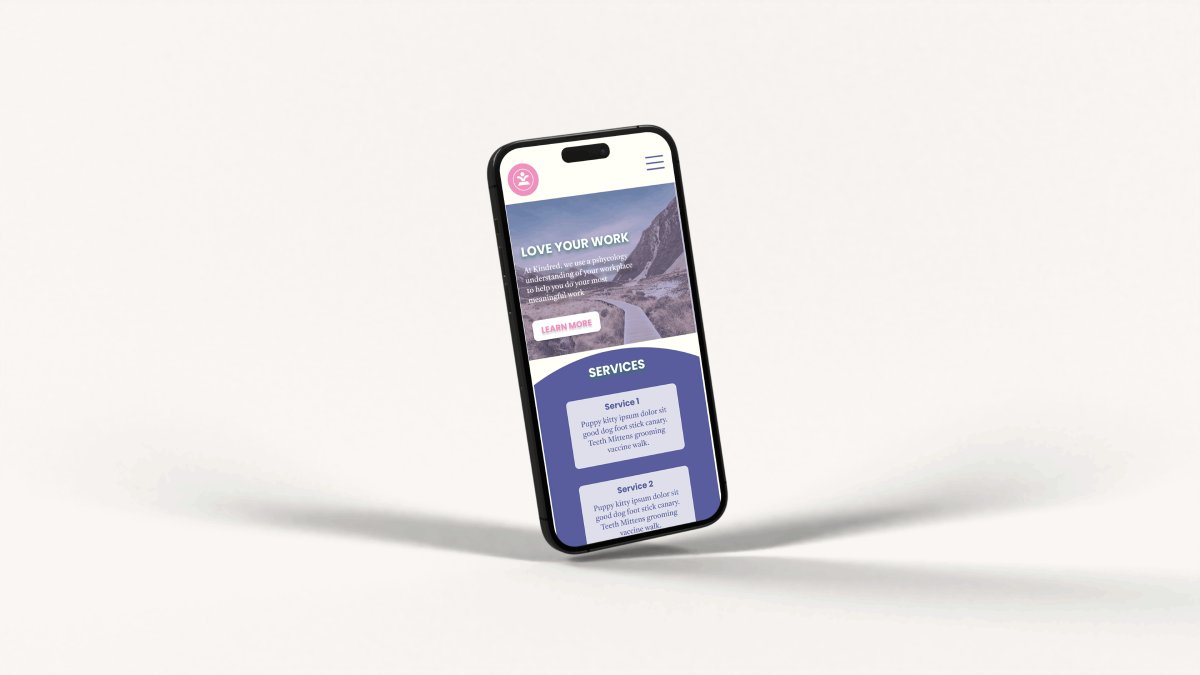 LOVE YOUR WORK
At Kindred, we use a pshycology
understanding of your workplace
to help you do your most
meaningful work
LEARN MORE
SERVICES
Service 1
Puppy kitty ipsum dolor sit
good dog foot stick canary.
Teeth Mittens grooming
vaccine walk.
Service 2
Puppy kitty ipsum dolor sit
good dog foot stick canary.
Teeth Mittens grooming
vaccine walk.